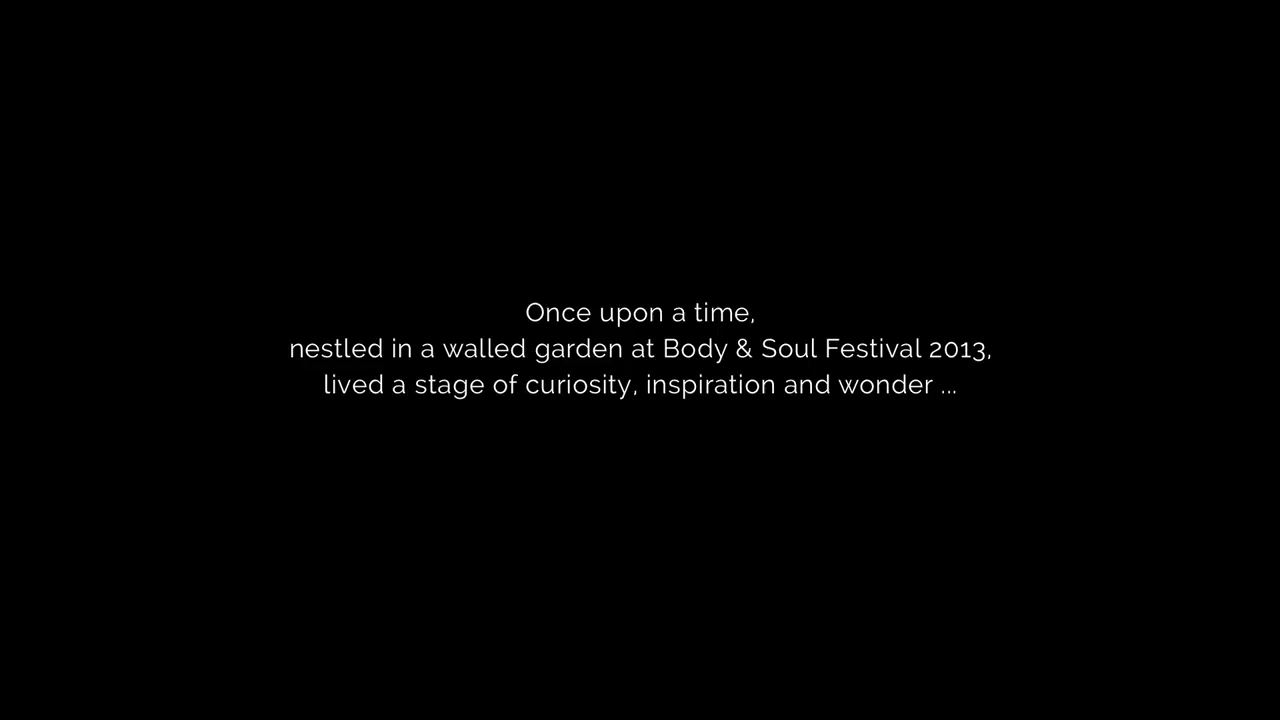 Once upon a time,
nestled in a walled garden at Body & Soul Festival 2013,
lived a stage of curiosity, inspiration and wonder ...